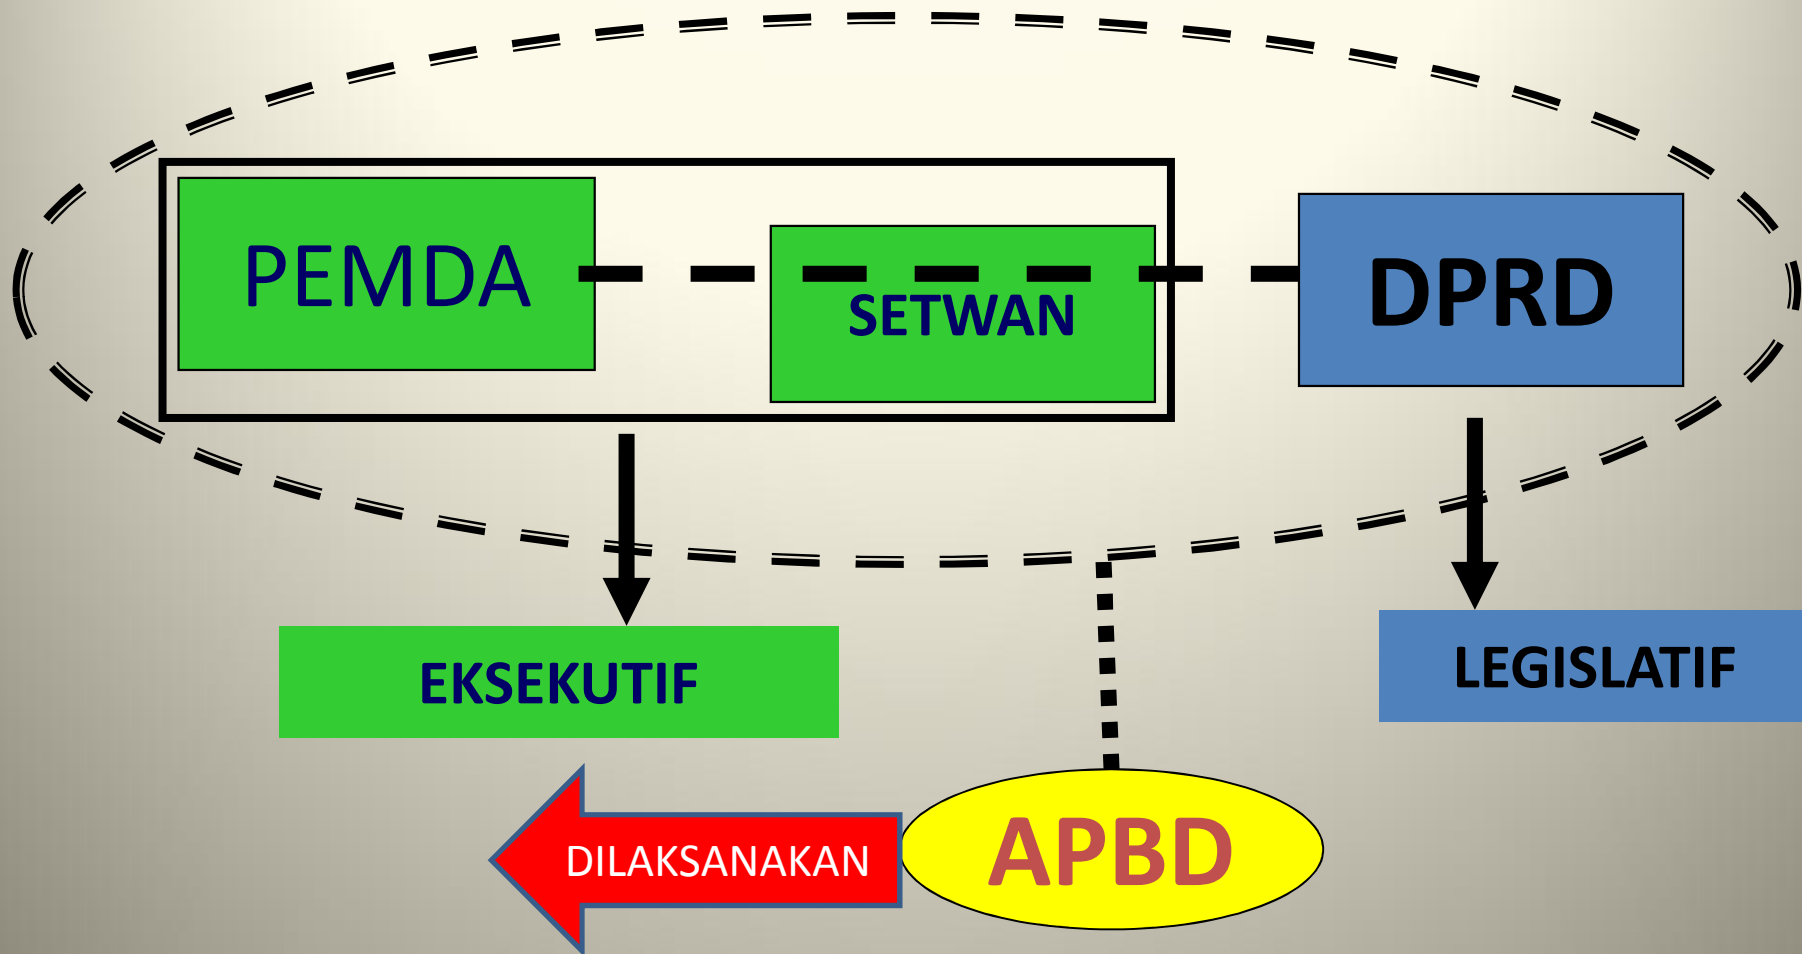 PEMDA
SETWAN
DPRD
EKSEKUTIF
LEGISLATIF
DILAKSANAKAN
APBD